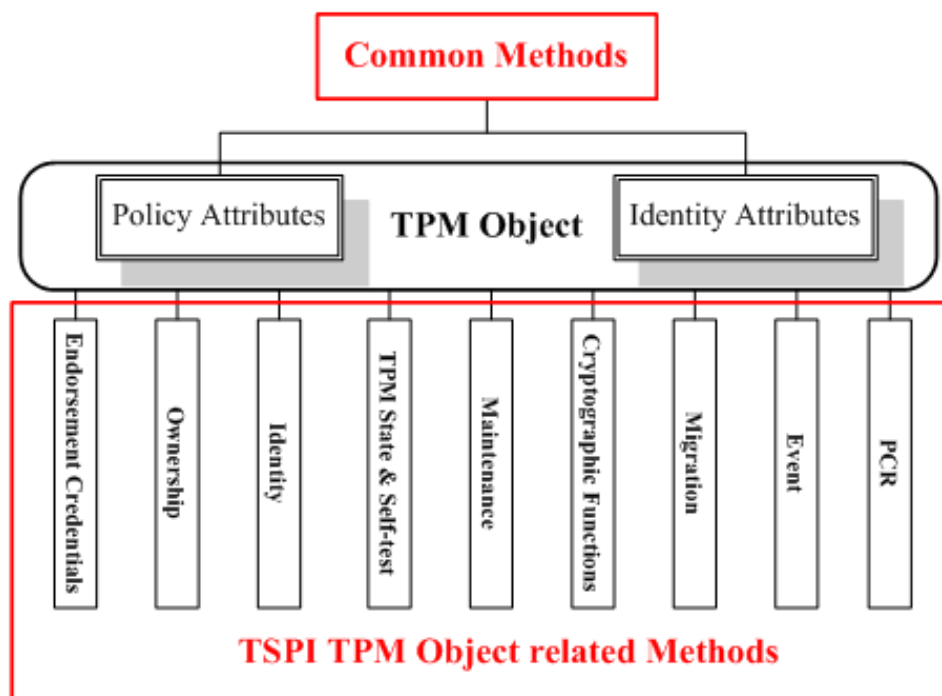 Common Methods
Policy Attributes
TPM Object
Identity Attributes
Endorsement Credentials
Ownership
Identity
TPM State & Self-test
Maintenance
Cryptographic Functions
Migration
Event
PCR
TSPI TPM Object related Methods